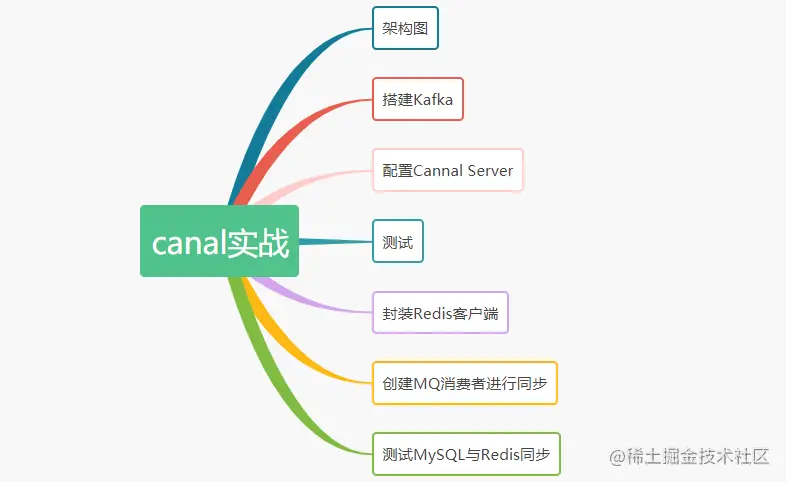 架构图
搭建Kafka
配置Cannal Server
canal实战
测试
封装Redis客户端
创建MQ消费者进行同步
测试MySQL与Redis同步
@稀土掘金技术社区